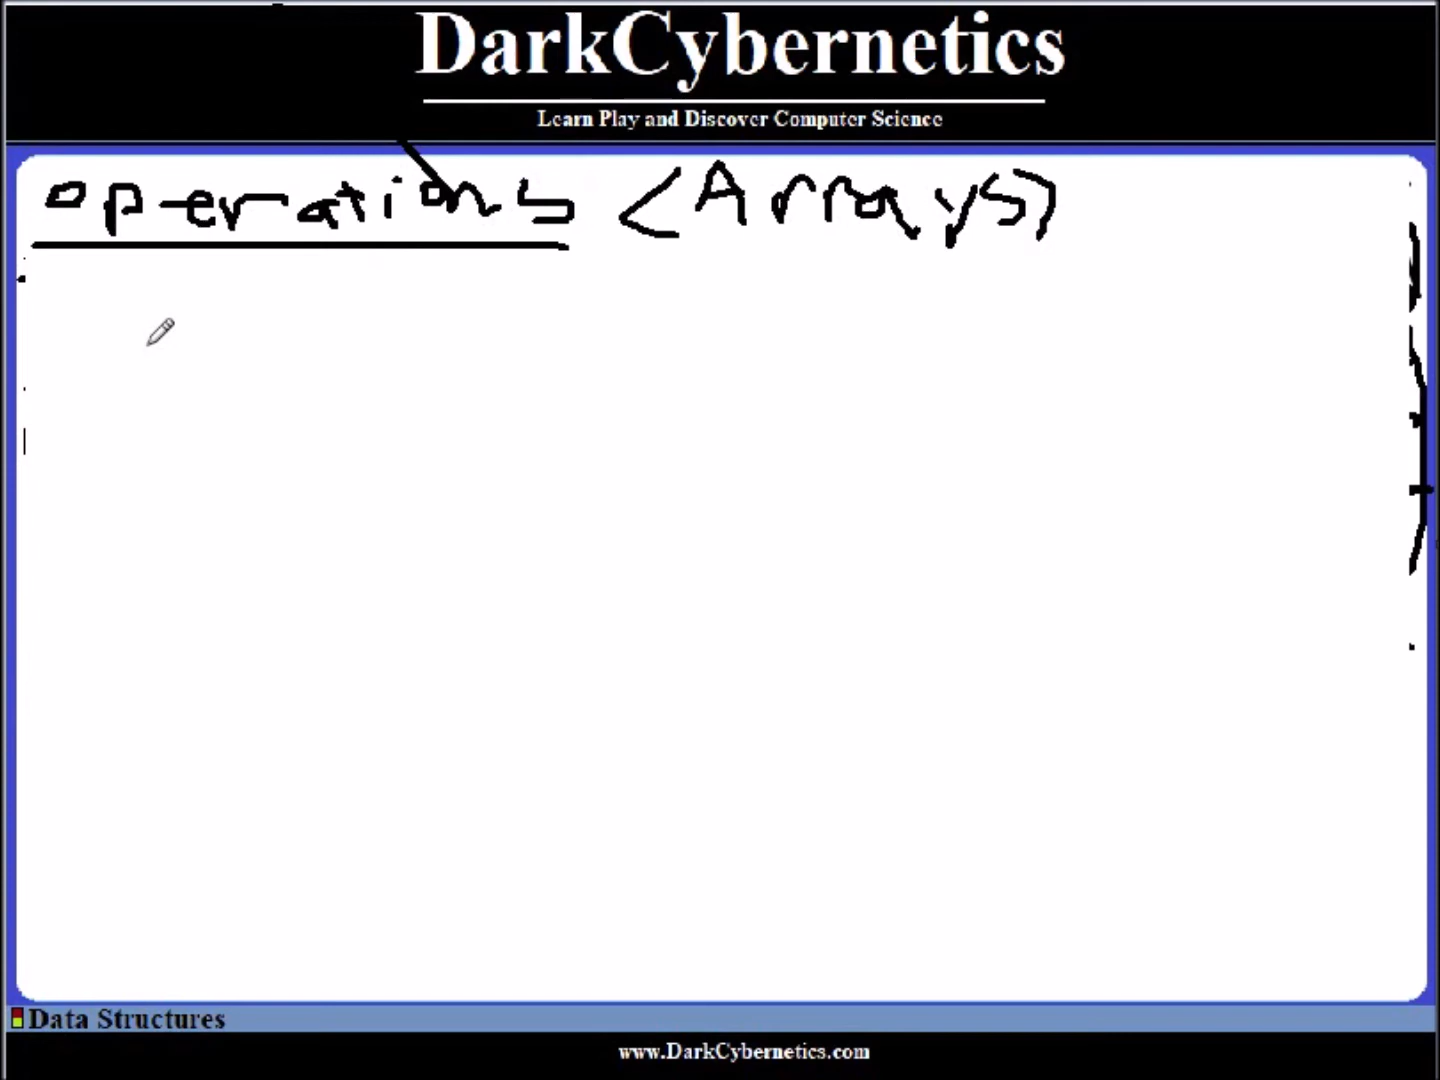 DarkCybernetics
Learn Play and Discover Computer Science
operations (Arrays)
Data Structures
www.DarkCybernetics.com